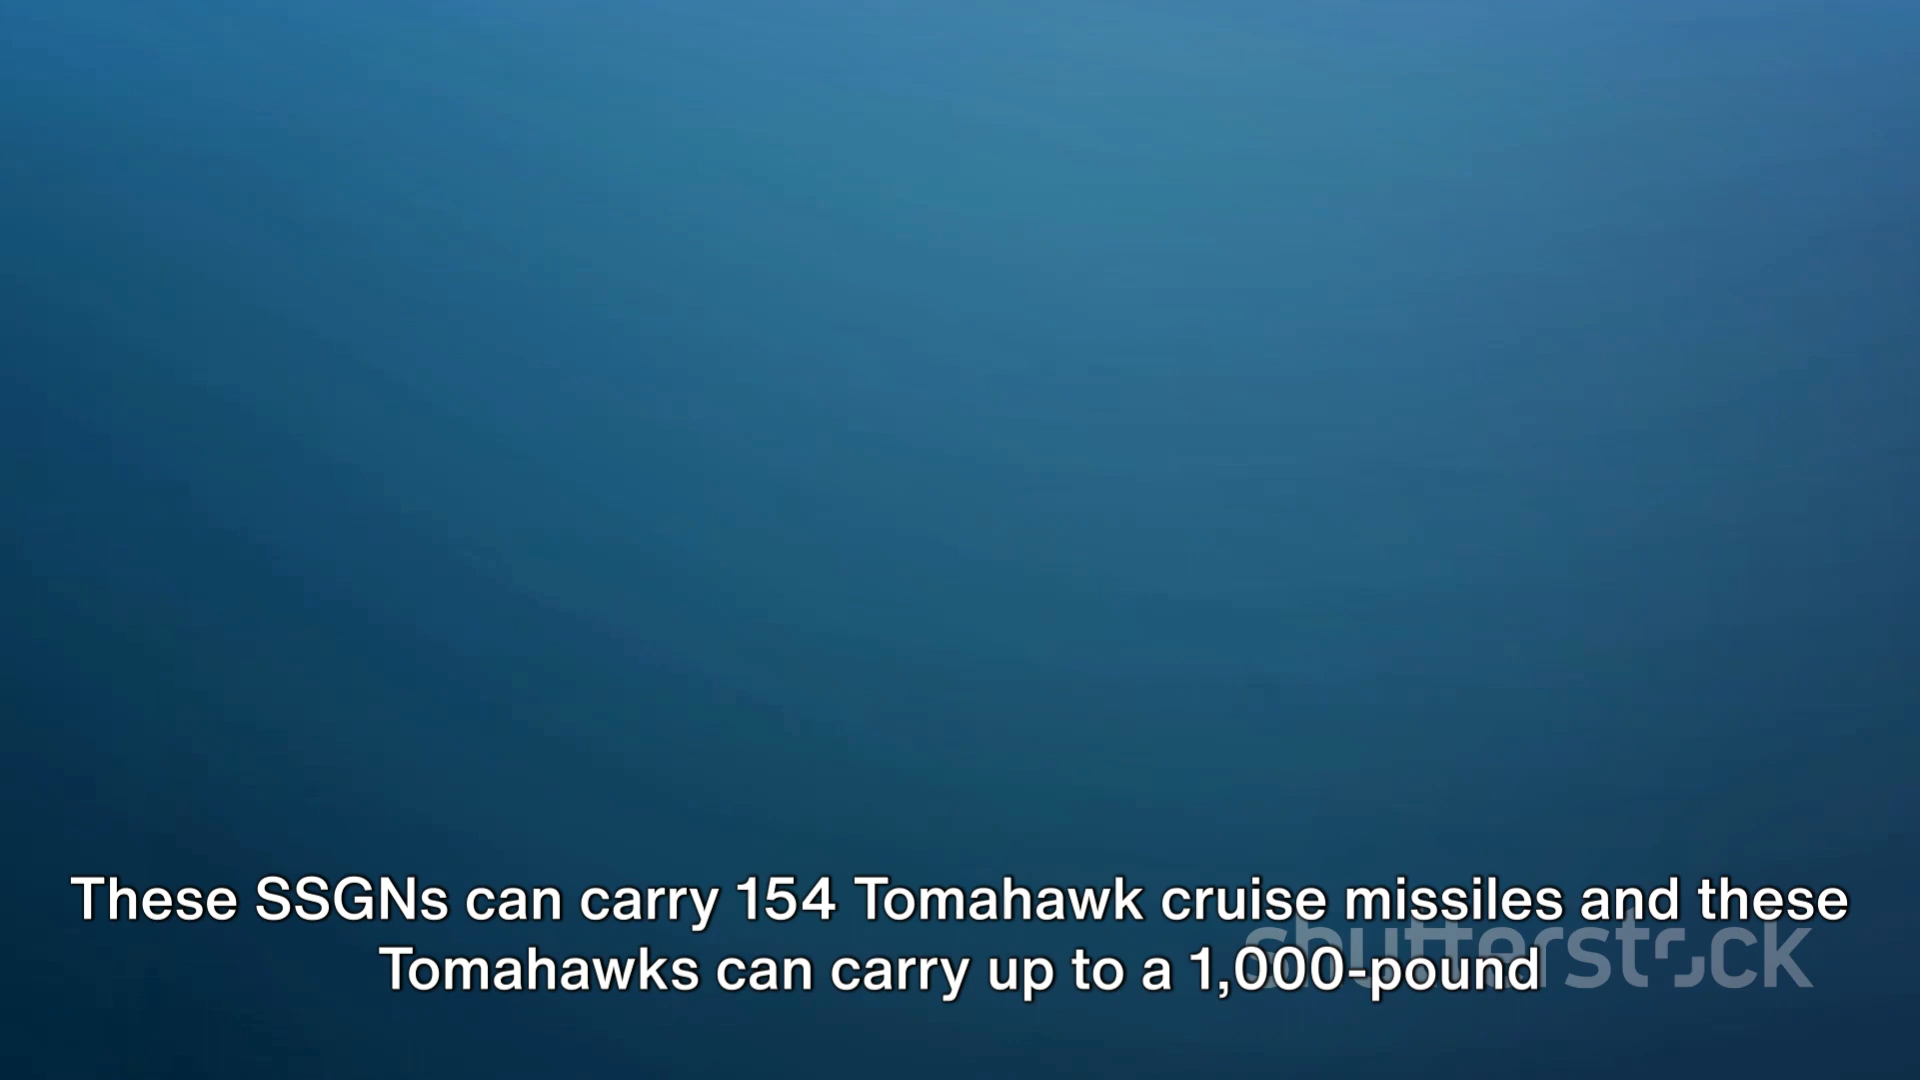 These SSGNs can carry 154 Tomahawk cruise missiles and these
Tomahawks can carry up to a 1,000-pound
shutterstock